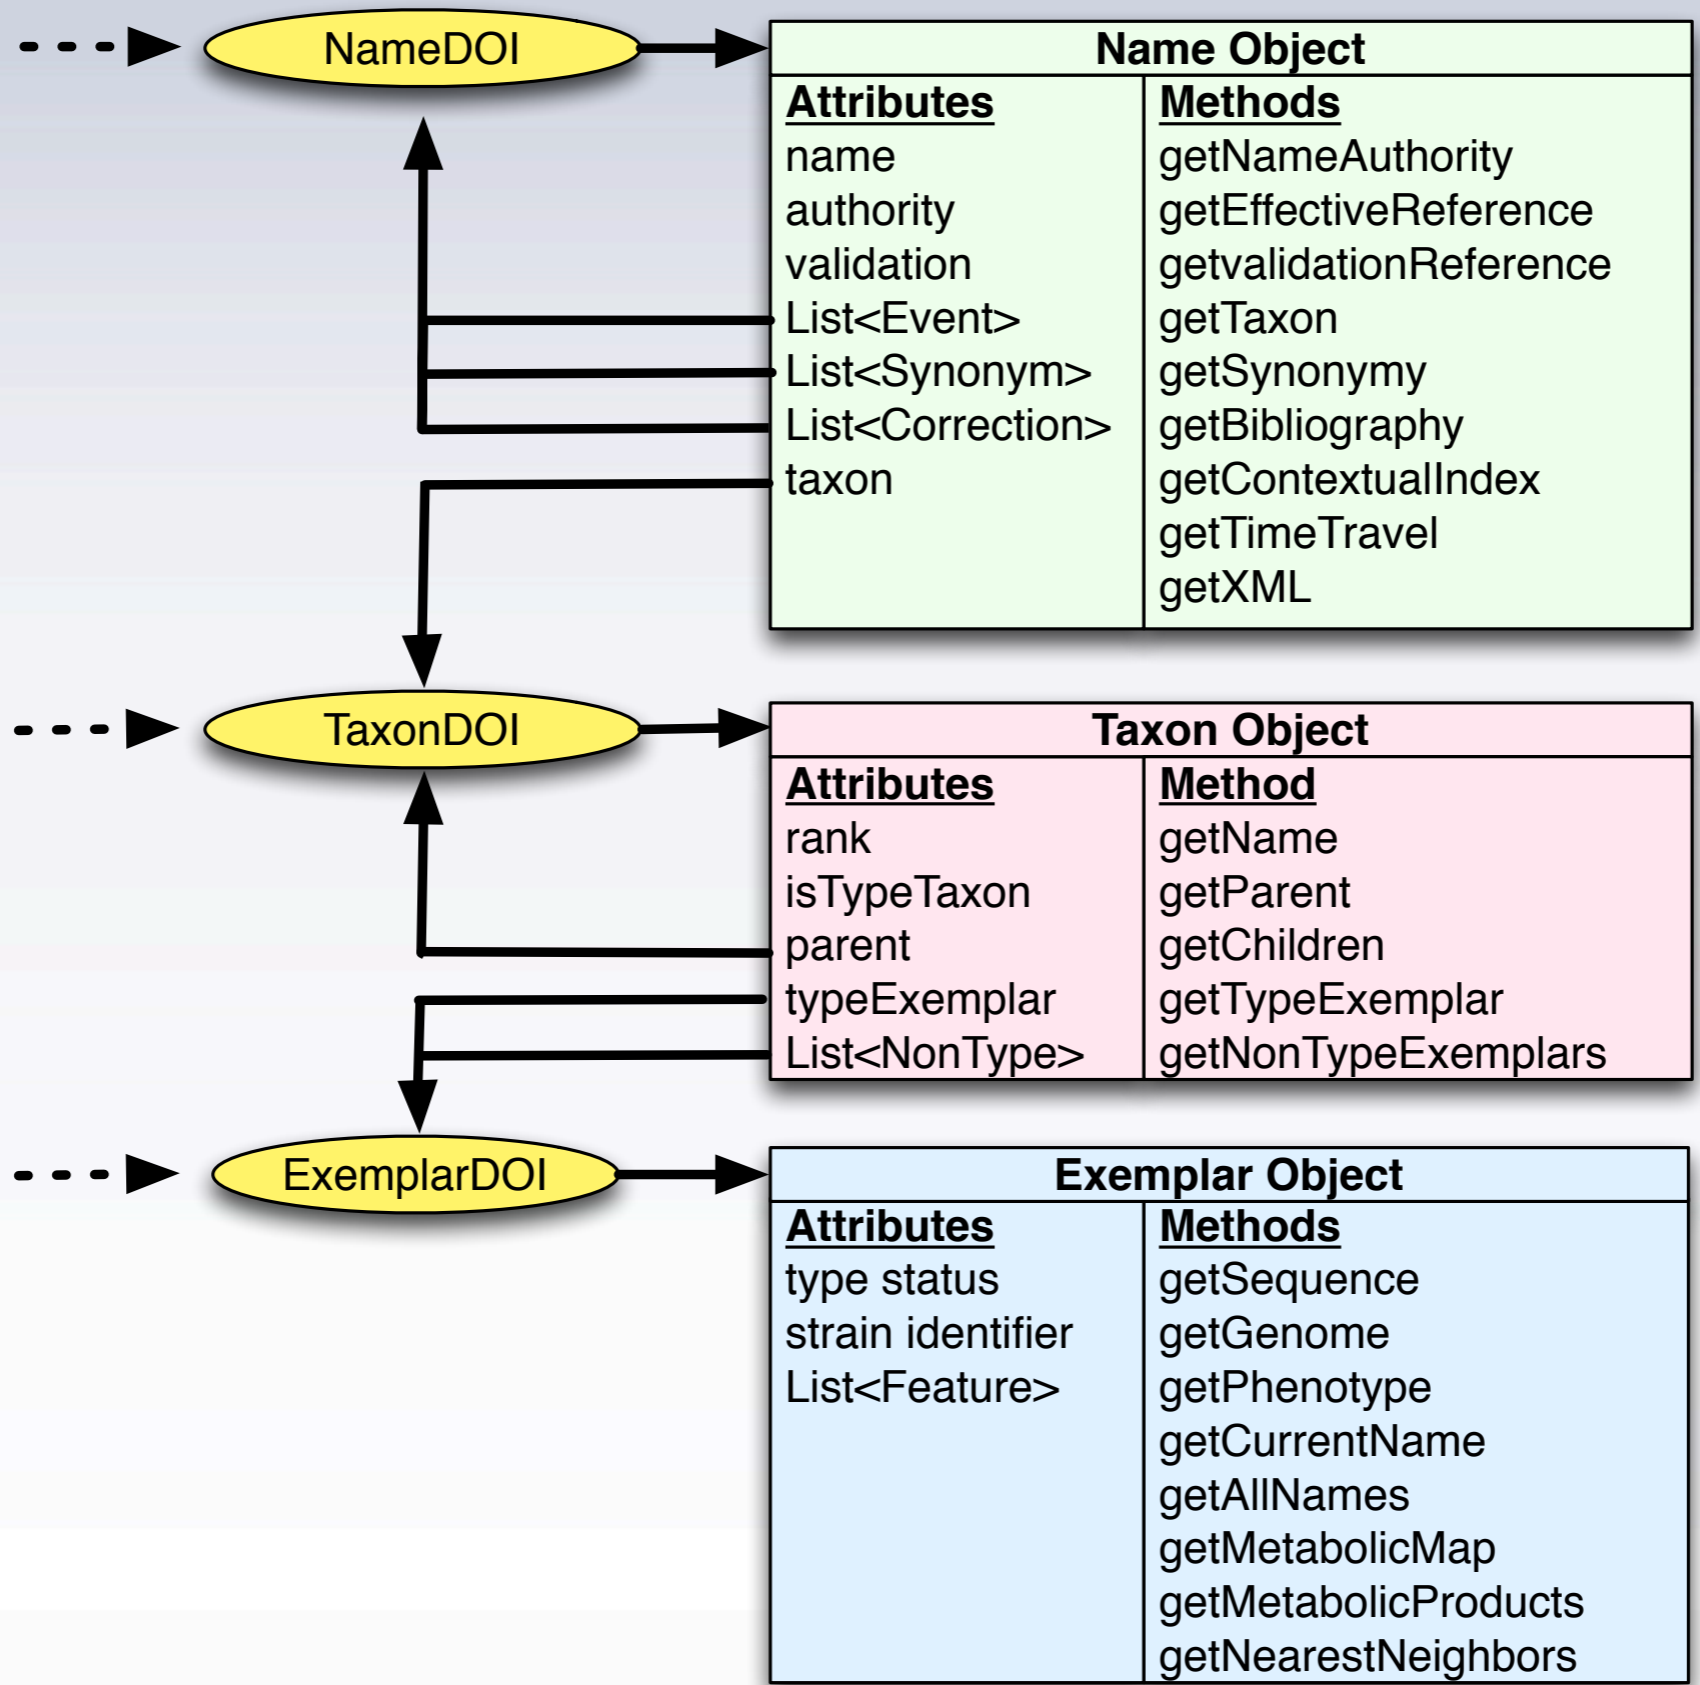 NameDOI
Name Object
Attributes
name
authority
validation
List<Event>
List<Synonym>
List<Correction>
taxon
Methods
getNameAuthority
getEffectiveReference
getvalidationReference
getTaxon
getSynonymy
getBibliography
getContextualIndex
getTimeTravel
getXML
TaxonDOI
Taxon Object
Attributes
rank
isTypeTaxon
parent
typeExemplar
List<NonType>
Method
getName
getParent
getChildren
getTypeExemplar
getNonTypeExemplars
ExemplarDOI
Exemplar Object
Attributes
type status
strain identifier
List<Feature>
Methods
getSequence
getGenome
getPhenotype
getCurrentName
getAllNames
getMetabolicMap
getMetabolicProducts
getNearestNeighbors